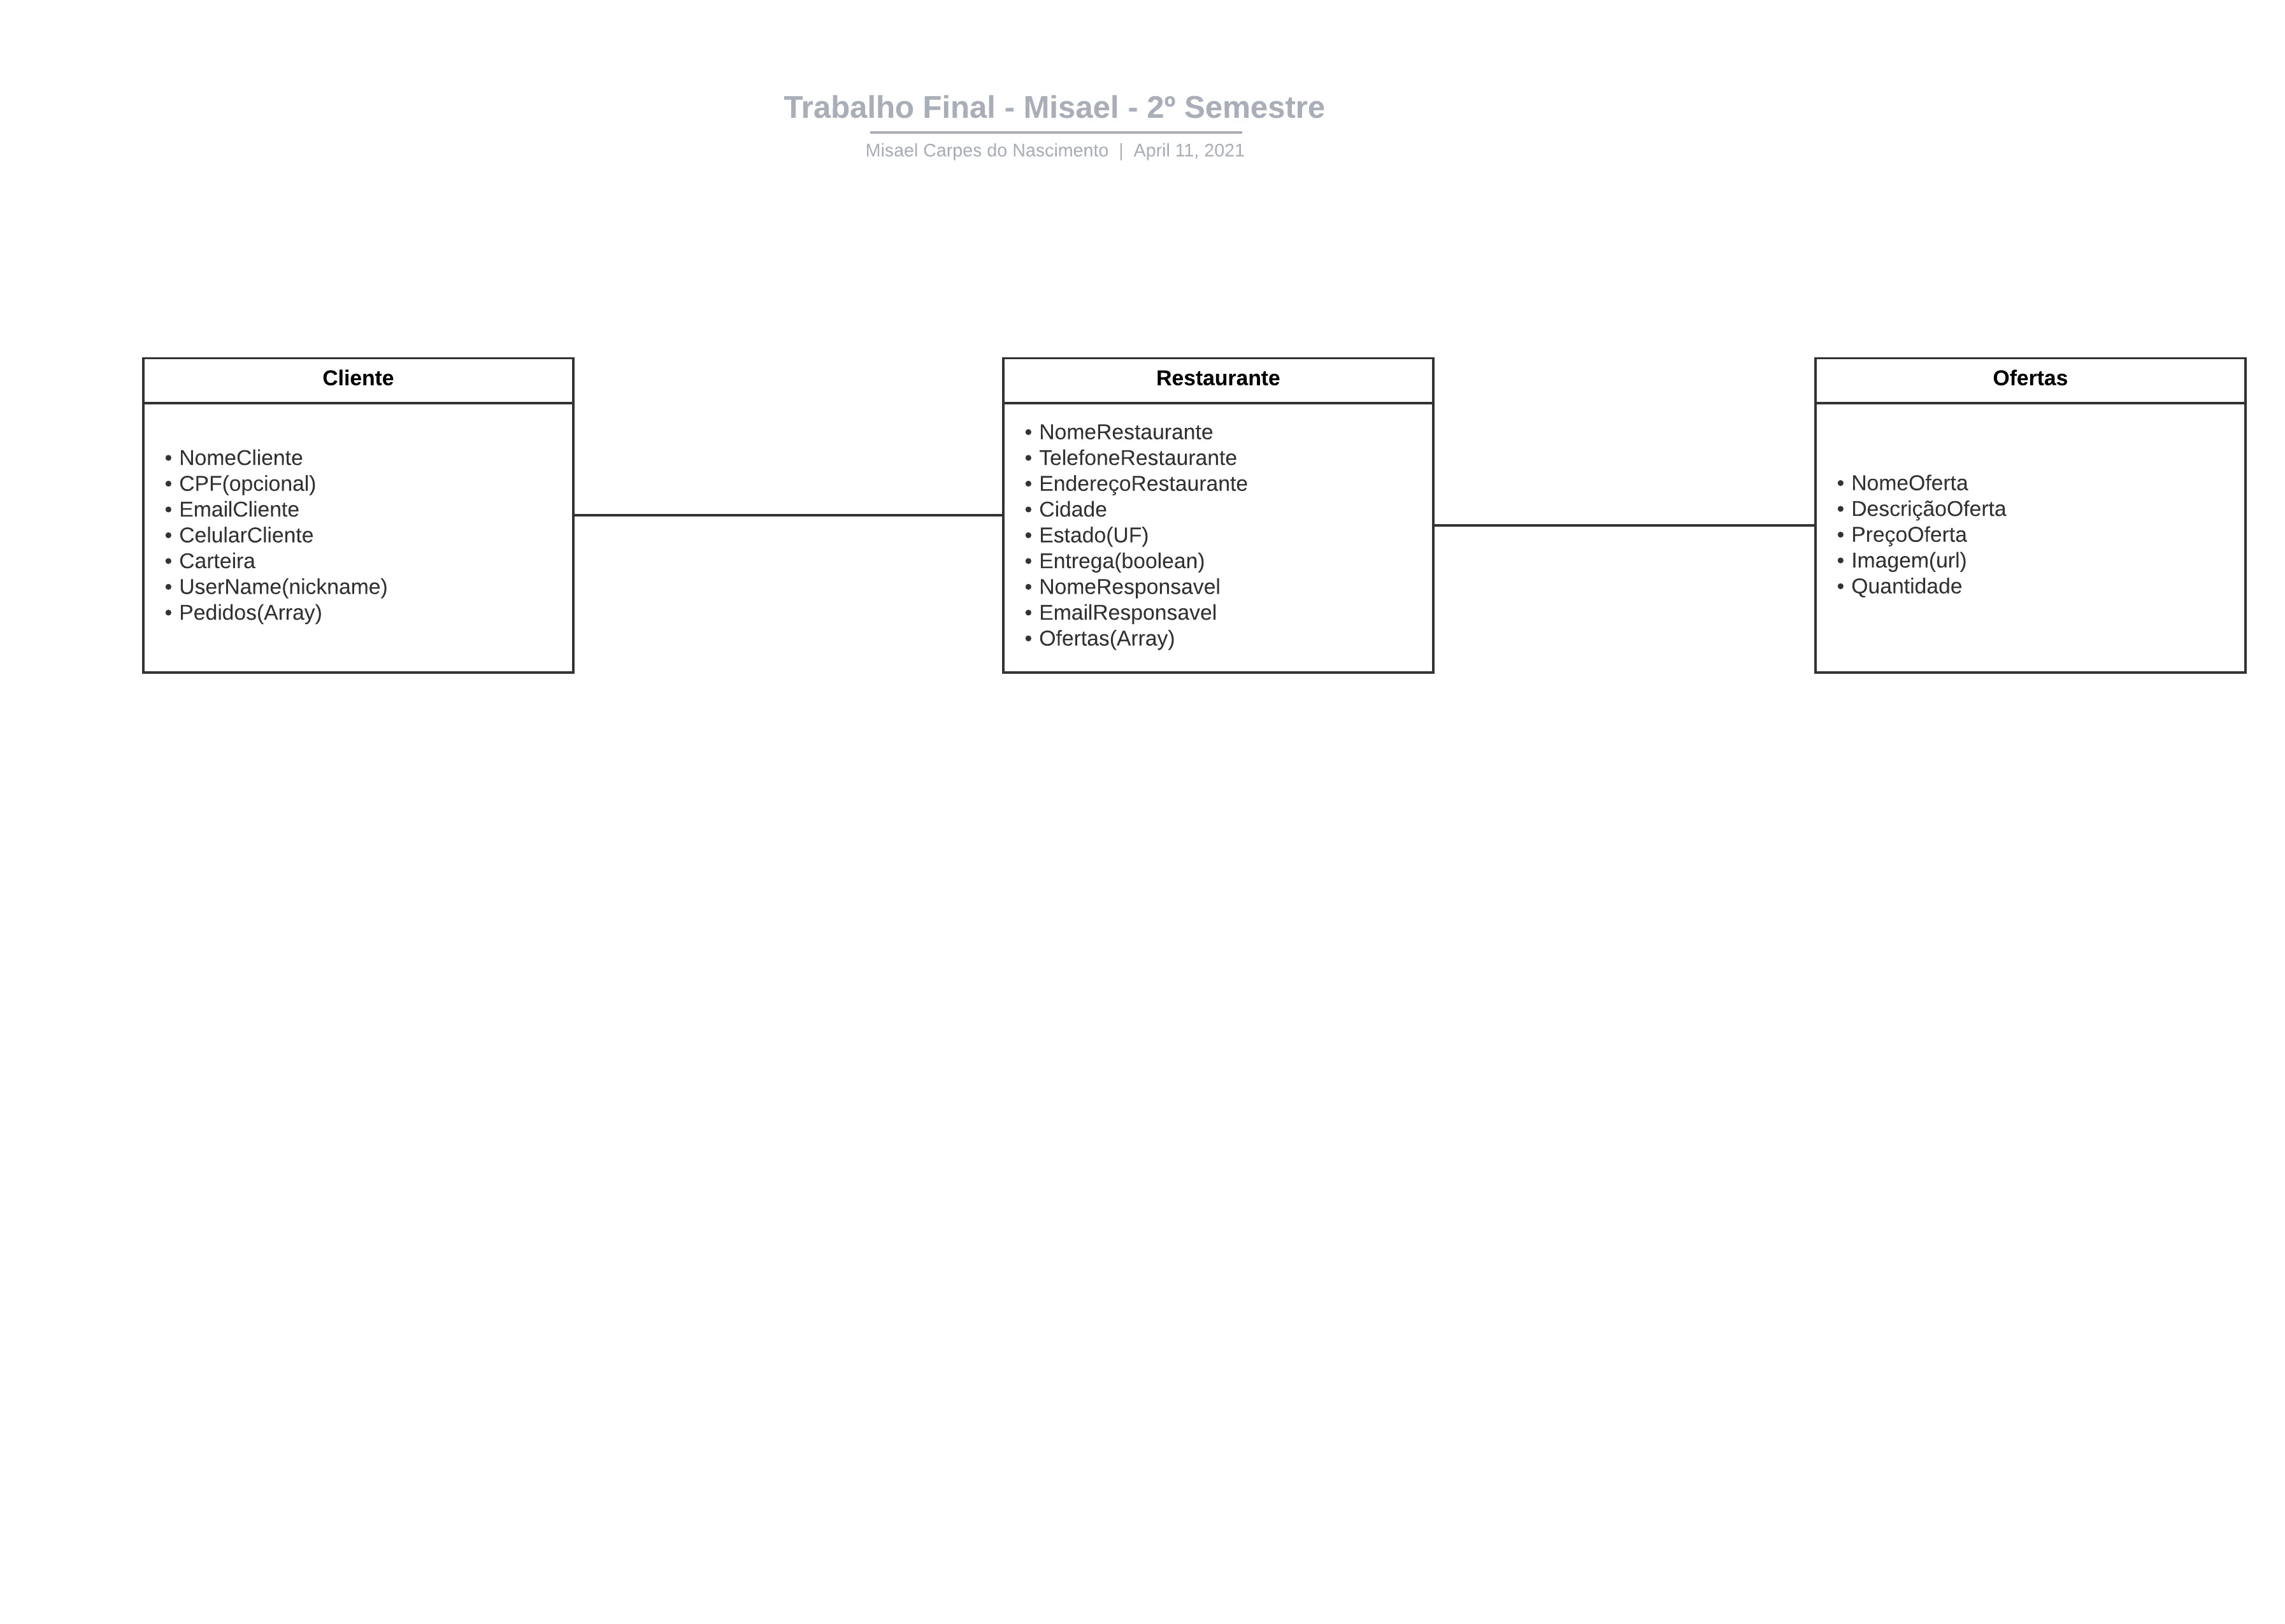 Trabalho Final - Misael - 2º Semestre
Misael Carpes do Nascimento | April 11, 2021
Cliente
• NomeCliente
• CPF(opcional)
• EmailCliente
• CelularCliente
• Carteira
• UserName(nickname)
• Pedidos(Array)
Restaurante
• NomeRestaurante
• TelefoneRestaurante
• EndereçoRestaurante
• Cidade
• Estado(UF)
• Entrega(boolean)
• NomeResponsavel
• EmailResponsavel
• Ofertas(Array)
Ofertas
• NomeOferta
• DescriçãoOferta
• PreçoOferta
• Imagem(url)
• Quantidade